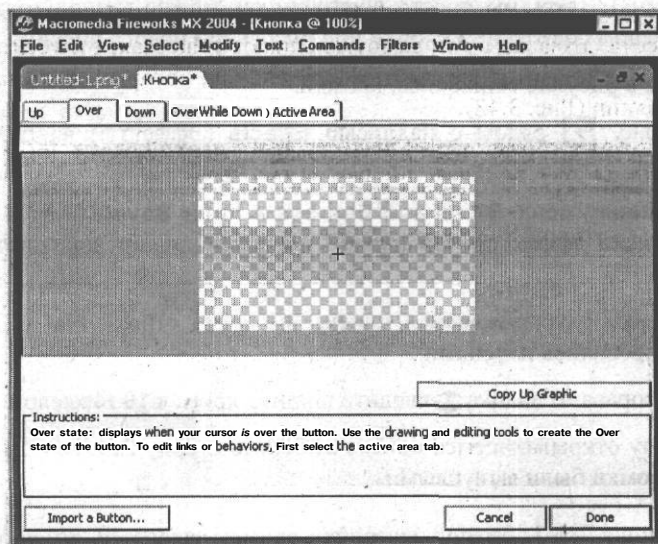 Macromedia Fireworks MX 2004 - [Кнопка @ 100%]
File Edit View Select Modify Text Commands Filters Window Help
Untitled-1.png* Кнопка*
Up Over Down Over While Down Active Area
Copy Up Graphic
Instructions:
Over state: displays when your cursor is over the button. Use the drawing and editing tools to create the Over
state of the button. To edit links or behaviors, First select the active area tab.
Import a Button... Cancel Done